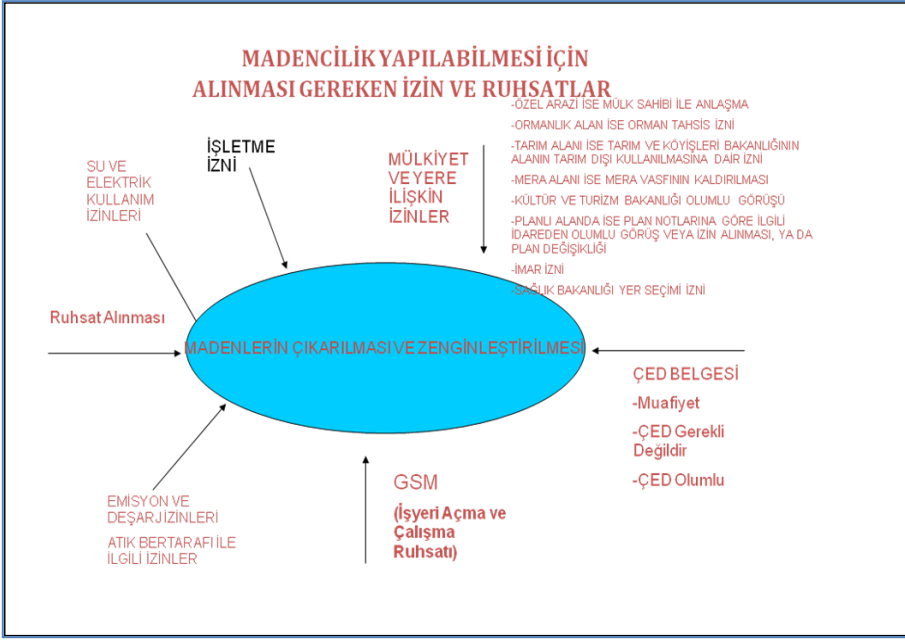 MADENCİLİK YAPILABİLMESİ İÇİN
ALINMASI GEREKEN İZİN VE RUHSATLAR
-ÖZEL ARAZİ İSE MÜLK SAHİBİ İLE ANLAŞMA
-ORMANLIK ALAN İSE ORMAN TAHSİS İZNİ
-TARIM ALANI İSE TARIM VE KÖYİŞLERİ BAKANLIĞININ
ALANIN TARIM DIŞI KULLANILMASINA DAİR İZNİ
-MERA ALANI İSE MERA VASFININ KALDIRILMASI
-KÜLTÜR VE TURİZM BAKANLIĞI OLUMLU GÖRÜŞÜ
-PLANLI ALANDA İSE PLAN NOTLARINA GÖRE İLGİLİ
İDAREDEN OLUMLU GÖRÜŞ VEYA İZİN ALINMASI, YA DA
PLAN DEĞİŞİKLİĞİ
-İMAR İZNİ
-SAĞLIK BAKANLIĞI YER SEÇİMİ İZNİ
MÜLKİYET
VE YERE
İLİŞKİN
İZİNLER
İŞLETME
İZNİ
SU VE
ELEKTRİK
KULLANIM
İZİNLERİ
Ruhsat Alınması
MADENLERİN ÇIKARILMASI VE ZENGİNLEŞTİRİLMESİ
ÇED BELGESİ
-Muafiyet
-ÇED Gerekli
Değildir
-ÇED Olumlu
GSM
(İşyeri Açma ve
Çalışma
Ruhsatı)
EMİSYON VE
DEŞARJ İZİNLERİ
ATIK BERTARAFI İLE
İLGİLİ İZİNLER